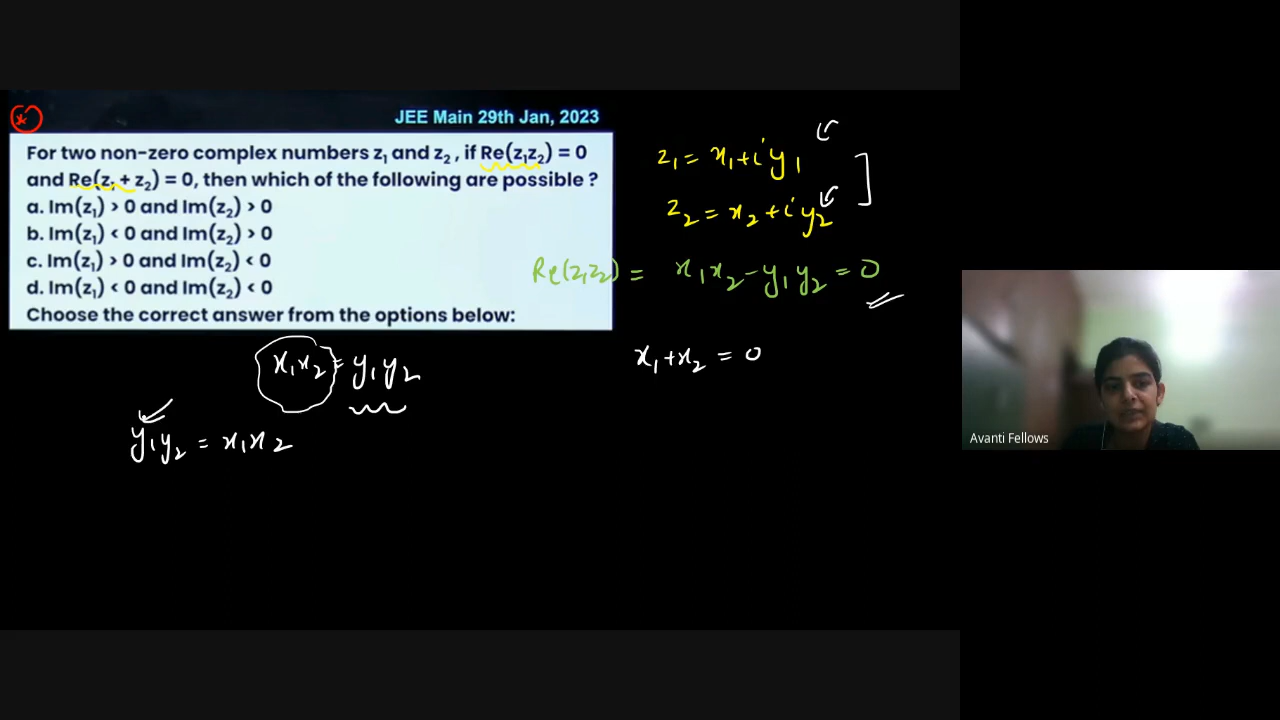 JEE Main 29th Jan, 2023
For two non-zero complex numbers z₁ and z₂ , if Re(z₁z₂) = 0
and Re(z₁ + z₂) = 0, then which of the following are possible ?
a. Im(z₁) > 0 and Im(z₂) > 0
b. Im(z₁) < 0 and Im(z₂) > 0
c. Im(z₁) > 0 and Im(z₂) < 0
d. Im(z₁) < 0 and Im(z₂) < 0
Choose the correct answer from the options below:
z₁ = x₁+iy₁
z₂ = x₂+iy₂
Re(z₁z₂) = x₁x₂-y₁y₂ = 0
x₁+x₂ = 0
x₁x₂ = y₁y₂
y₁y₂ = x₁x₂
Avanti Fellows